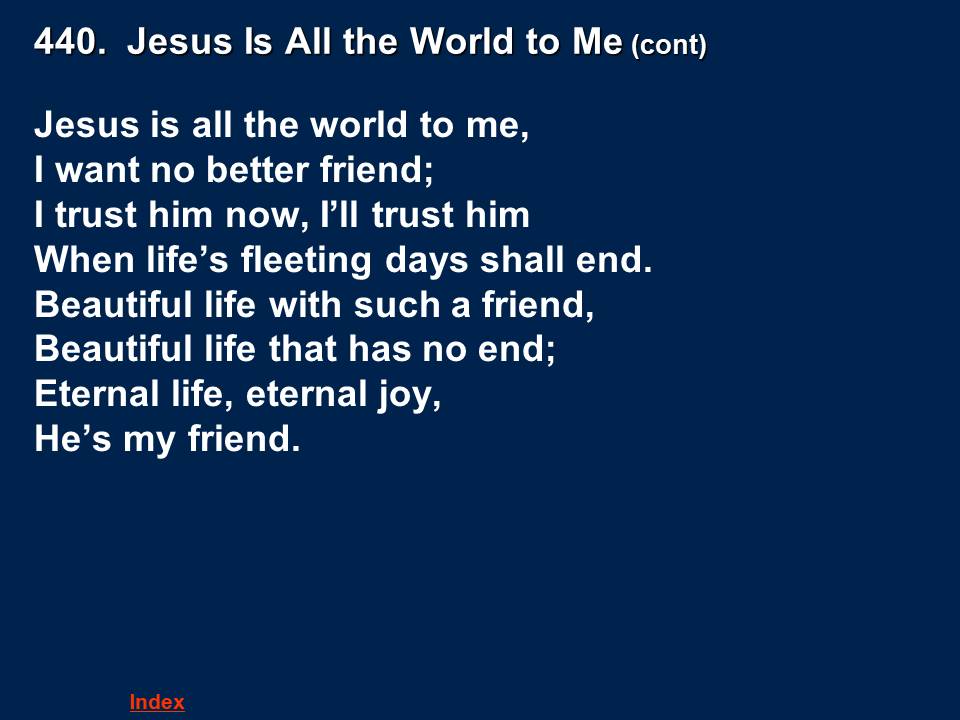 440.  Jesus Is All the World to Me (cont)
Jesus is all the world to me,
I want no better friend;
I trust him now, I’ll trust him
When life’s fleeting days shall end.
Beautiful life with such a friend,
Beautiful life that has no end;
Eternal life, eternal joy,
He’s my friend.
Index